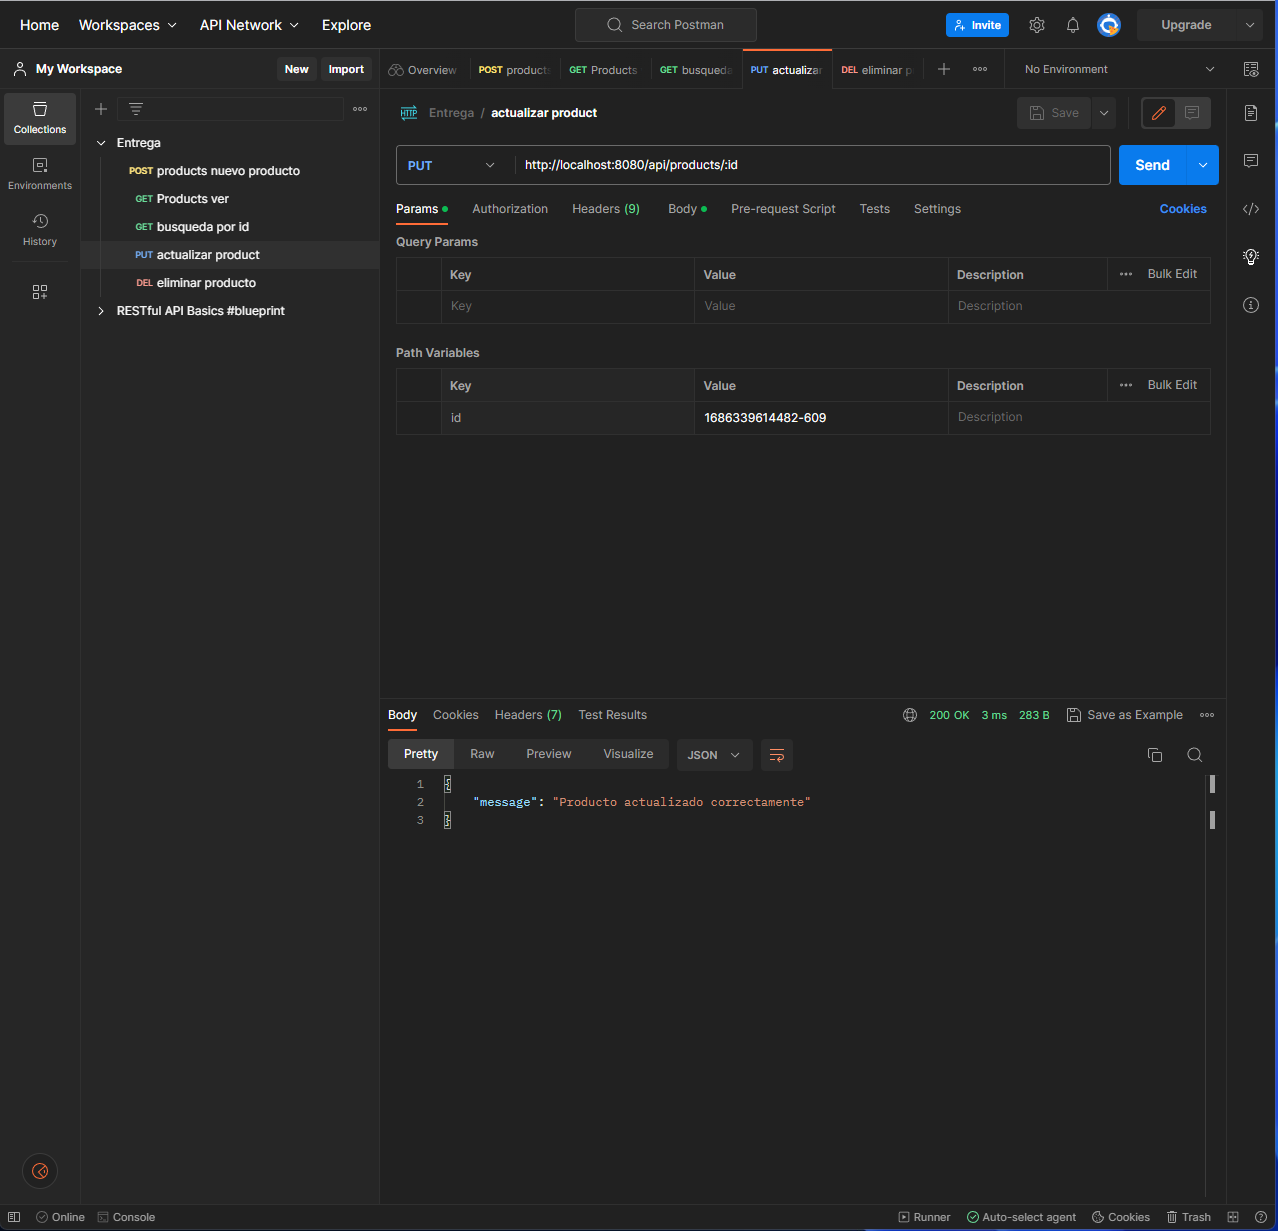 Home Workspaces API Network Explore Search Postman Invite Upgrade
My Workspace New Import Overview POST products GET Products GET busqueda PUT actualizar DEL eliminar p No Environment
Collections
Environments
History
Entrega
POST products nuevo producto
GET Products ver
GET busqueda por id
PUT actualizar product
DEL eliminar producto
RESTful API Basics #blueprint
HTTP Entrega / actualizar product Save
PUT http://localhost:8080/api/products/:id Send
Params Authorization Headers (9) Body Pre-request Script Tests Settings Cookies
Query Params
Key Value Description Bulk Edit
Key Value Description
Path Variables
Key Value Description Bulk Edit
id 1686339614482-609 Description
Body Cookies Headers (7) Test Results 200 OK 3 ms 283 B Save as Example
Pretty Raw Preview Visualize JSON
1 {
2 "message": "Producto actualizado correctamente"
3 }
Online Console Runner Auto-select agent Cookies Trash